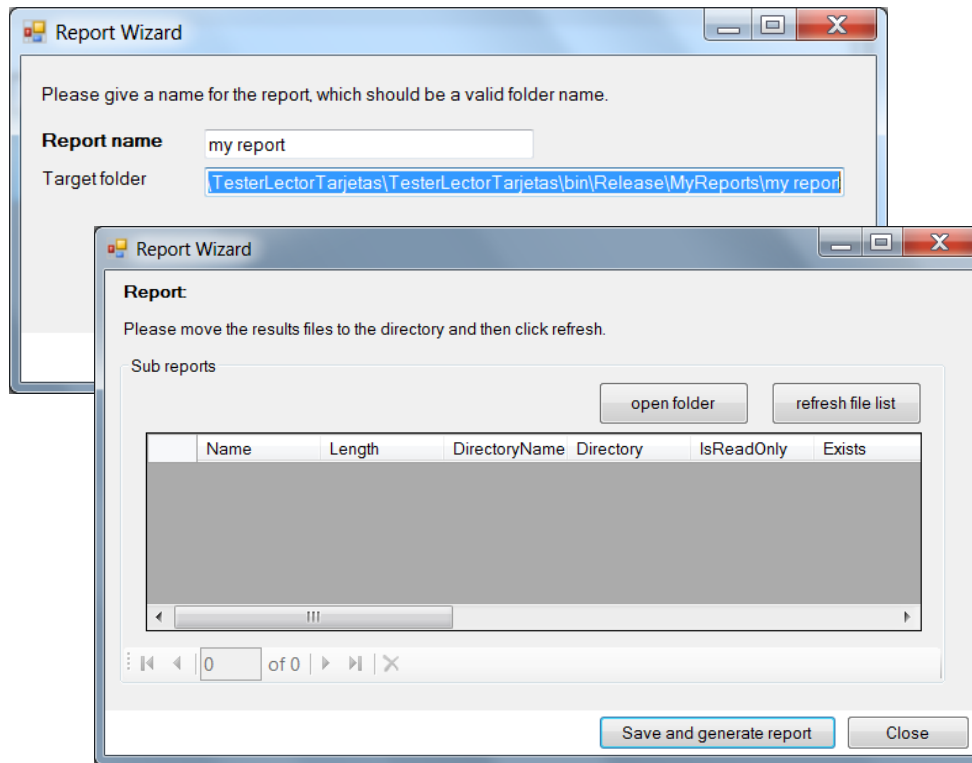 Report Wizard
Please give a name for the report, which should be a valid folder name.
Report name my report
Target folder \TesterLectorTarjetas\TesterLectorTarjetas\bin\Release\MyReports\my report
Report Wizard
Report:
Please move the results files to the directory and then click refresh.
Sub reports
open folder refresh file list
Name Length DirectoryName Directory IsReadOnly Exists
0 of 0
Save and generate report Close